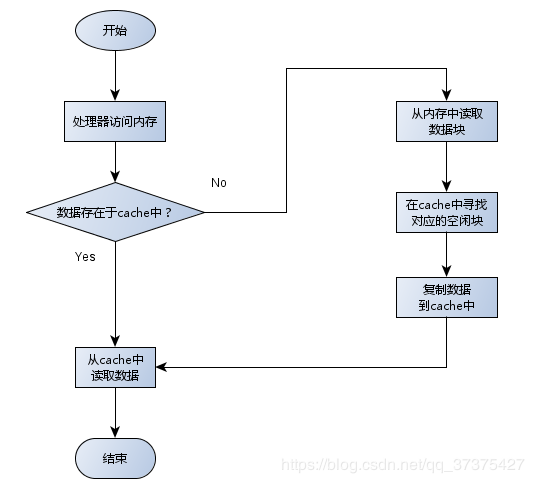 开始
处理器访问内存
数据存在于cache中？
No
Yes
从内存中读取
数据块
在cache中寻找
对应的空闲块
复制数据
到cache中
从cache中
读取数据
结束
https://blog.csdn.net/qq_37375427